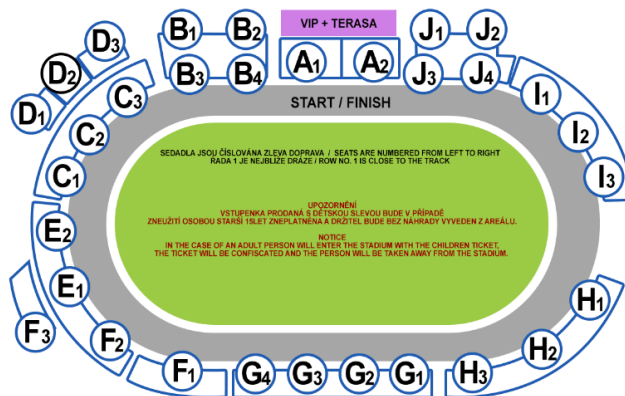 VIP + TERASA
B1 B2 J1 J2
D3
D2
A1 A2
B3 B4 J3 J4
D1
C3
I1
START / FINISH
C2
I2
SEDADLA JSOU ČÍSLOVÁNA ZLEVA DOPRAVA / SEATS ARE NUMBERED FROM LEFT TO RIGHT
ŘADA 1 JE NEJBLÍŽE DRÁZE / ROW NO. 1 IS CLOSE TO THE TRACK
C1
I3
UPOZORNĚNÍ
VSTUPENKA PRODANÁ S DĚTSKOU SLEVOU BUDE V PŘÍPADĚ
ZNEUŽITÍ OSOBOU STARŠÍ 15LET ZNEPLATNĚNA A DRŽITEL BUDE BEZ NÁHRADY VYVEDEN Z AREÁLU.
E2
NOTICE
IN THE CASE OF AN ADULT PERSON WILL ENTER THE STADIUM WITH THE CHILDREN TICKET,
THE TICKET WILL BE CONFISCATED AND THE PERSON WILL BE TAKEN AWAY FROM THE STADIUM.
E1
H1
F3
F2
H2
F1 G4 G3 G2 G1 H3